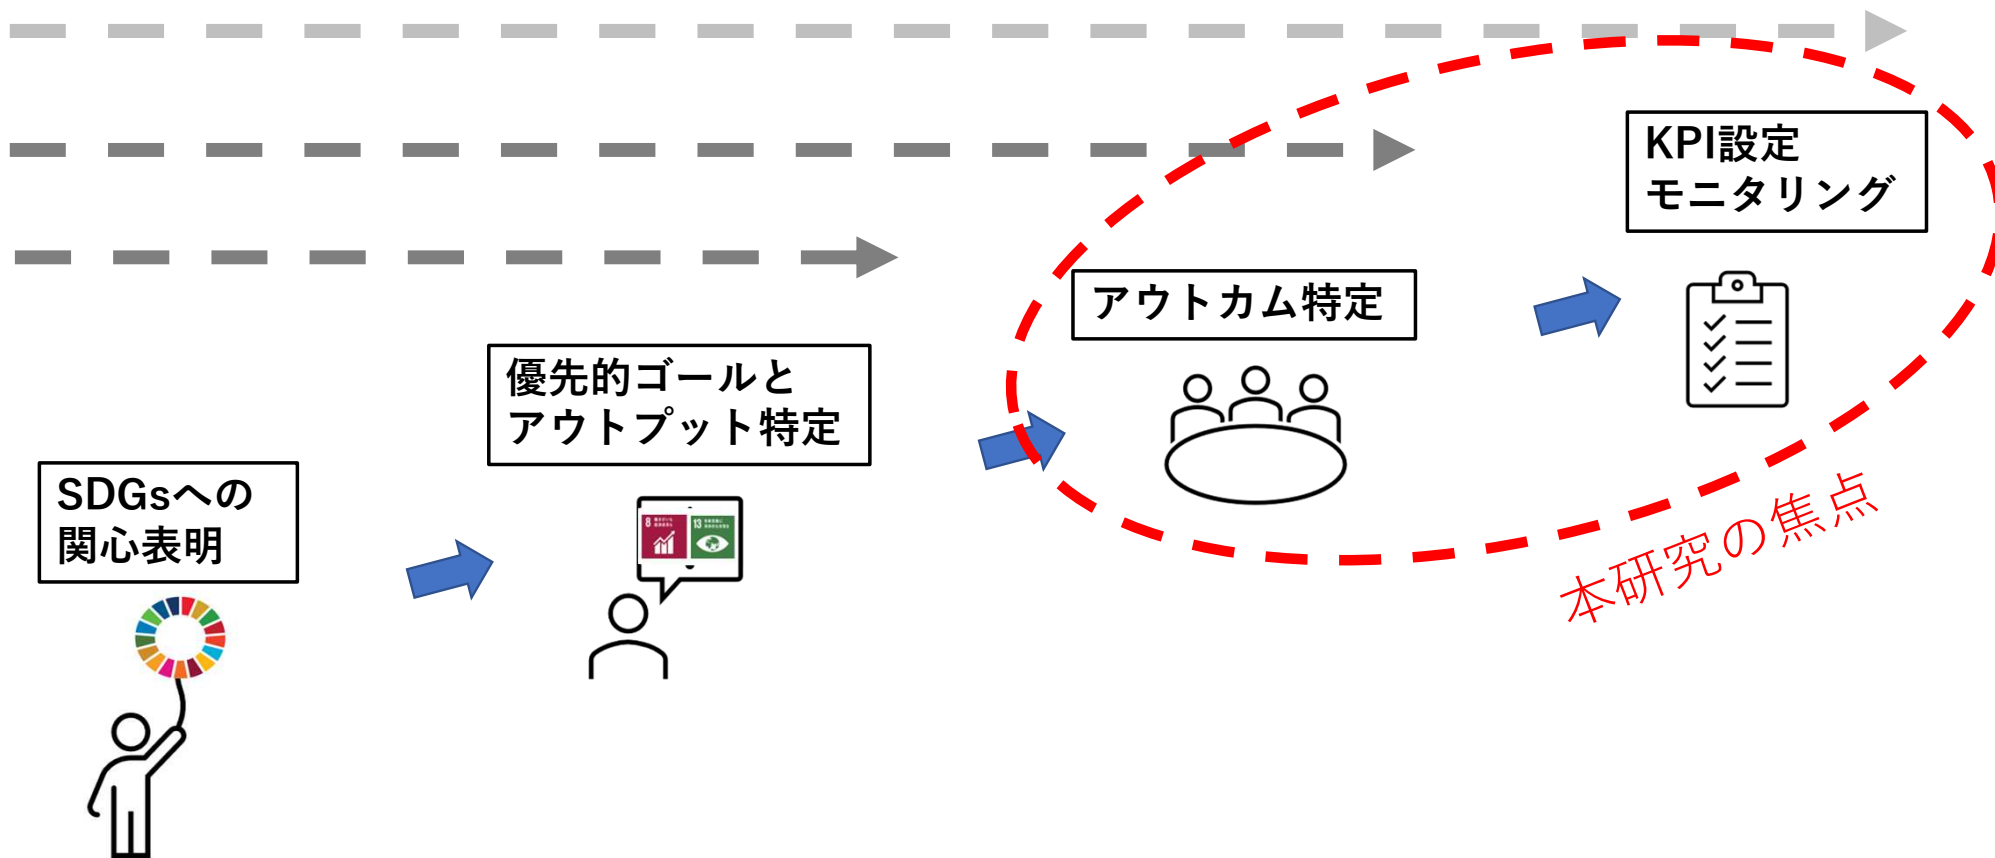 SDGsへの
関心表明
優先的ゴールと
アウトプット特定
8
13
アウトカム特定
KPI設定
モニタリング
本研究の焦点